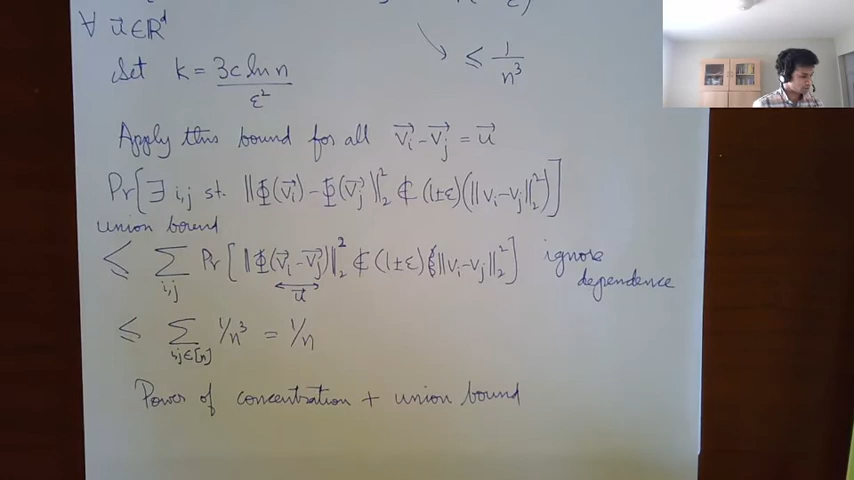 ∀ u⃗ ∈ ℝ^d
Set k = 3c ln n / ε²
≤ 1/n³
Apply this bound for all v⃗_i - v⃗_j = u⃗
Pr[∃ i,j st. ‖Φ(v⃗_i) - Φ(v⃗_j)‖₂² ∉ (1±ε)(‖v_i - v_j‖₂²)]
union bound
≤ Σ_{i,j} Pr[‖Φ(v⃗_i - v⃗_j)‖₂² ∉ (1±ε) ‖v_i - v_j‖₂²] ignore
u⃗
dependence
≤ Σ_{i,j∈[n]} 1/n³ = 1/n
Power of concentration + union bound